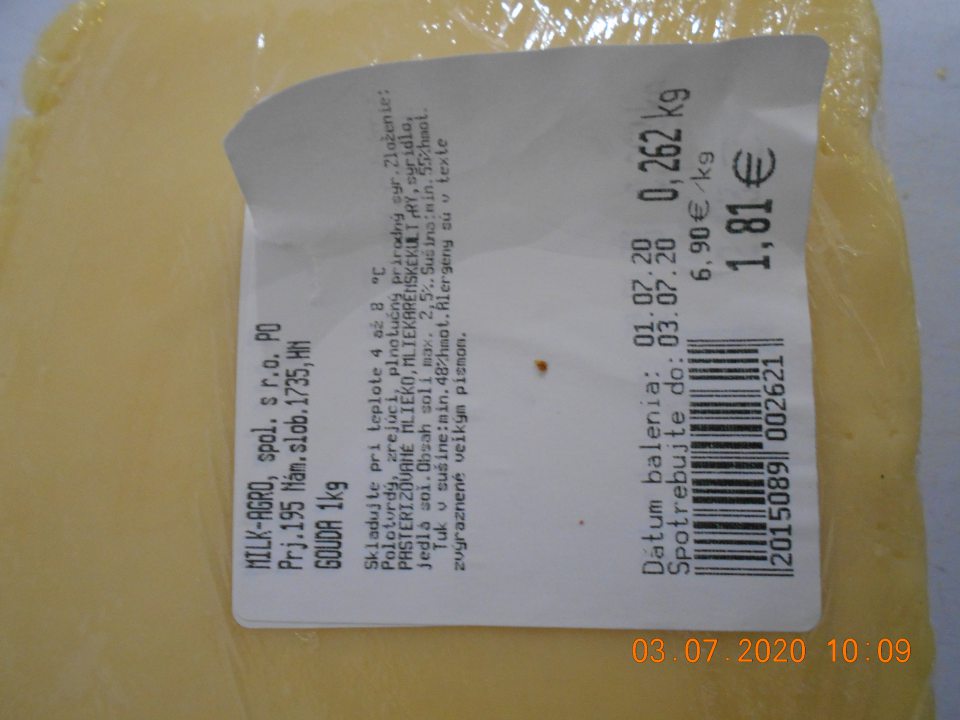 MILK-AGRO, spol. s r.o. PO
Prj.195 Nám.slob.1735,HN
GOUDA 1kg
Skladujte pri teplote 4 až 8 °C
Polotvrdý, zrejúci, plnotučný prírodný syr.Zloženie:
PASTERIZOVANÉ MLIEKO,MLIEKARENSKÉKULT RY,syridlo,
jedlá soľ.Obsah soli max. 2,5%.Sušina:min.55%hmot.
Tuk v sušine:min.48%hmot.Alergény sú v texte
zvýraznené veľkým písmom.
Dátum balenia: 01.07.20 0,262 kg
Spotrebujte do: 03.07.20 6,90€/kg
1,81€
2015089 002621
03.07.2020 10:09